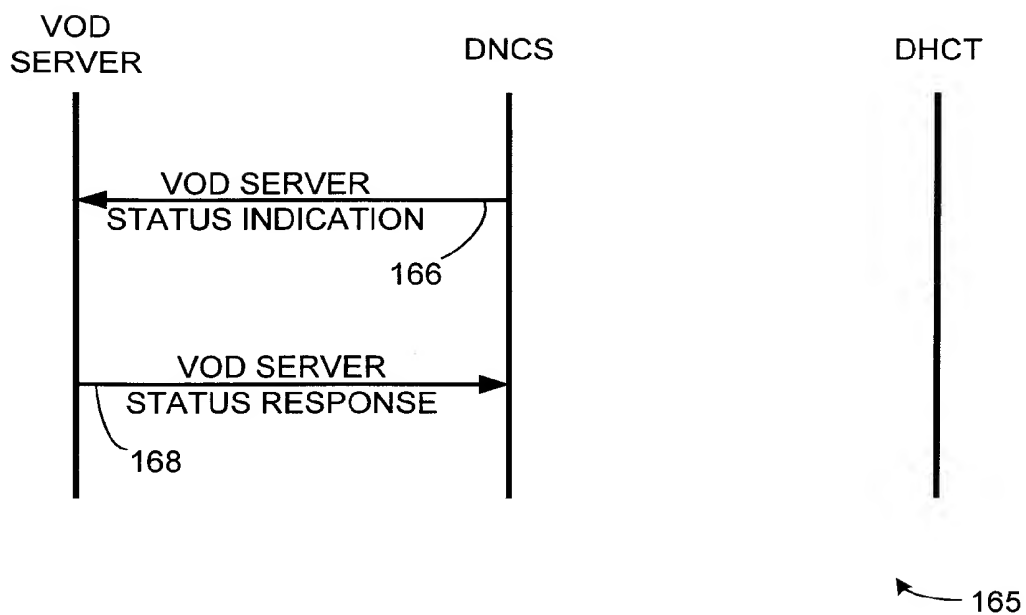 VOD
SERVER
DNCS
DHCT
VOD SERVER
STATUS INDICATION
166
VOD SERVER
STATUS RESPONSE
168
165